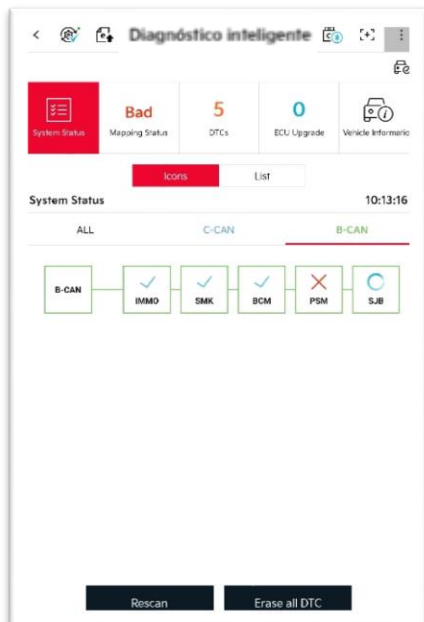 Diagnóstico inteligente
Bad 5 0
System Status Mapping Status DTCs ECU Upgrade Vehicle Informario
Icons List
System Status 10:13:16
ALL C-CAN B-CAN
B-CAN IMMO SMK BCM PSM SJB
Rescan Erase all DTC